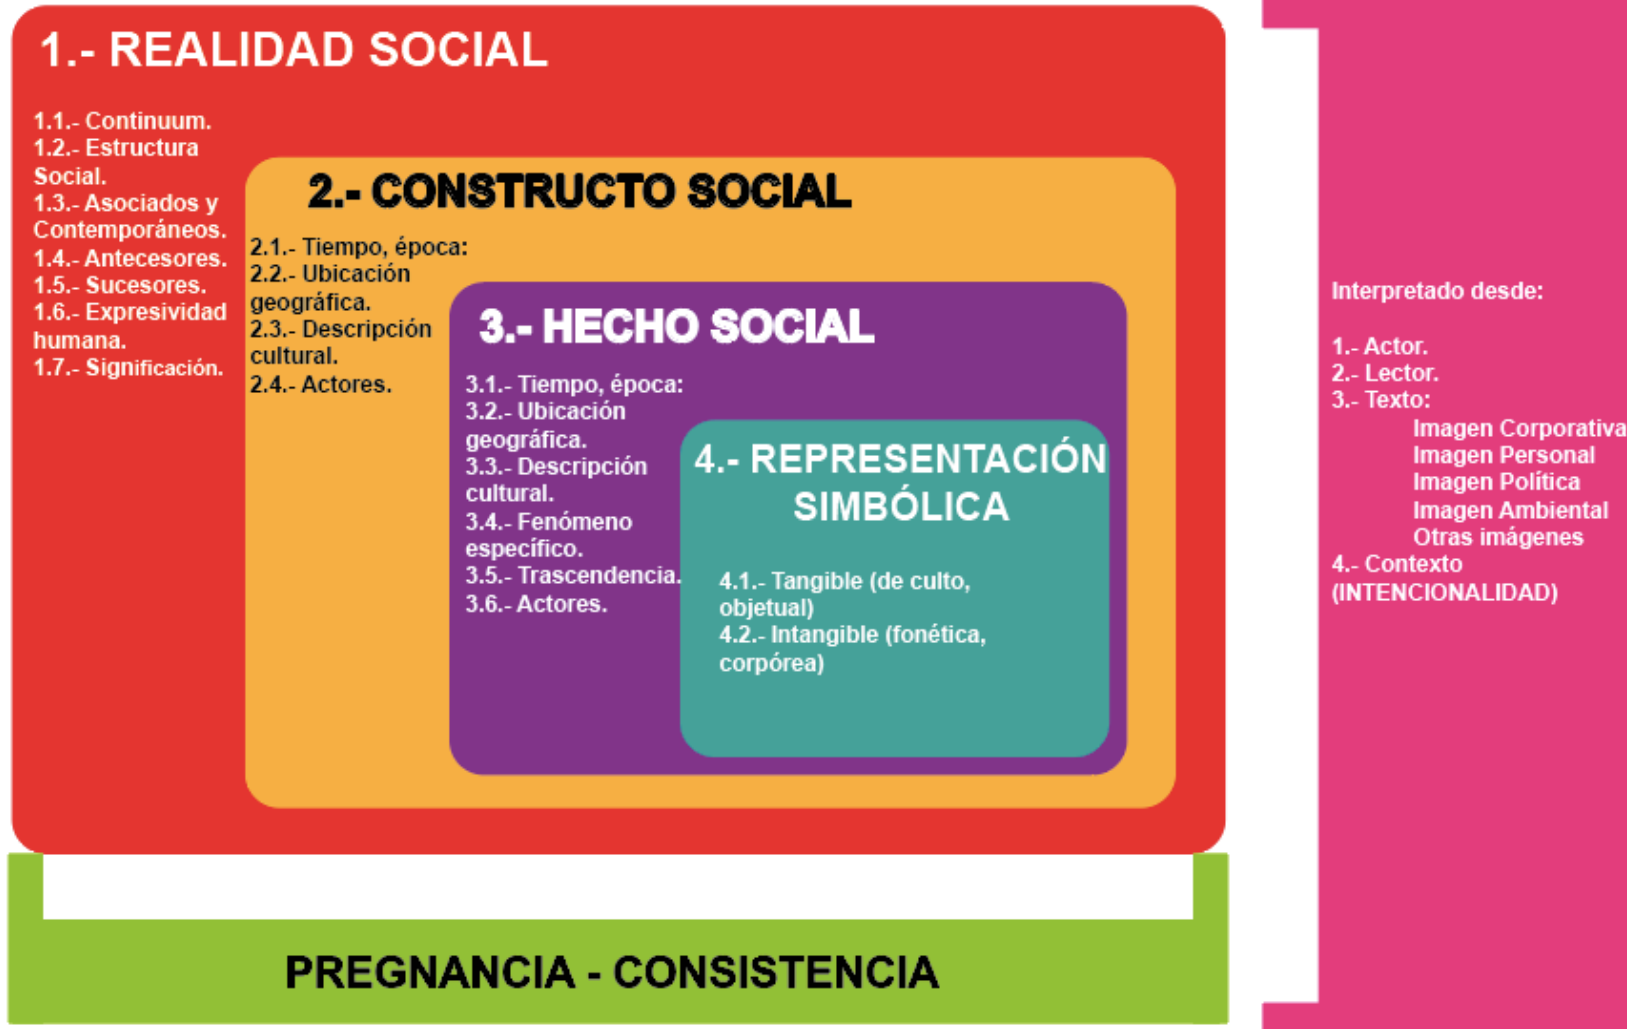 1.- REALIDAD SOCIAL
1.1.- Continuum.
1.2.- Estructura
Social.
1.3.- Asociados y
Contemporáneos.
1.4.- Antecesores.
1.5.- Sucesores.
1.6.- Expresividad
humana.
1.7.- Significación.
2.- CONSTRUCTO SOCIAL
2.1.- Tiempo, época:
2.2.- Ubicación
geográfica.
2.3.- Descripción
cultural.
2.4.- Actores.
3.- HECHO SOCIAL
3.1.- Tiempo, época:
3.2.- Ubicación
geográfica.
3.3.- Descripción
cultural.
3.4.- Fenómeno
específico.
3.5.- Trascendencia.
3.6.- Actores.
4.- REPRESENTACIÓN
SIMBÓLICA
4.1.- Tangible (de culto,
objetual)
4.2.- Intangible (fonética,
corpórea)
PREGNANCIA - CONSISTENCIA
Interpretado desde:
1.- Actor.
2.- Lector.
3.- Texto:
Imagen Corporativa
Imagen Personal
Imagen Política
Imagen Ambiental
Otras imágenes
4.- Contexto
(INTENCIONALIDAD)